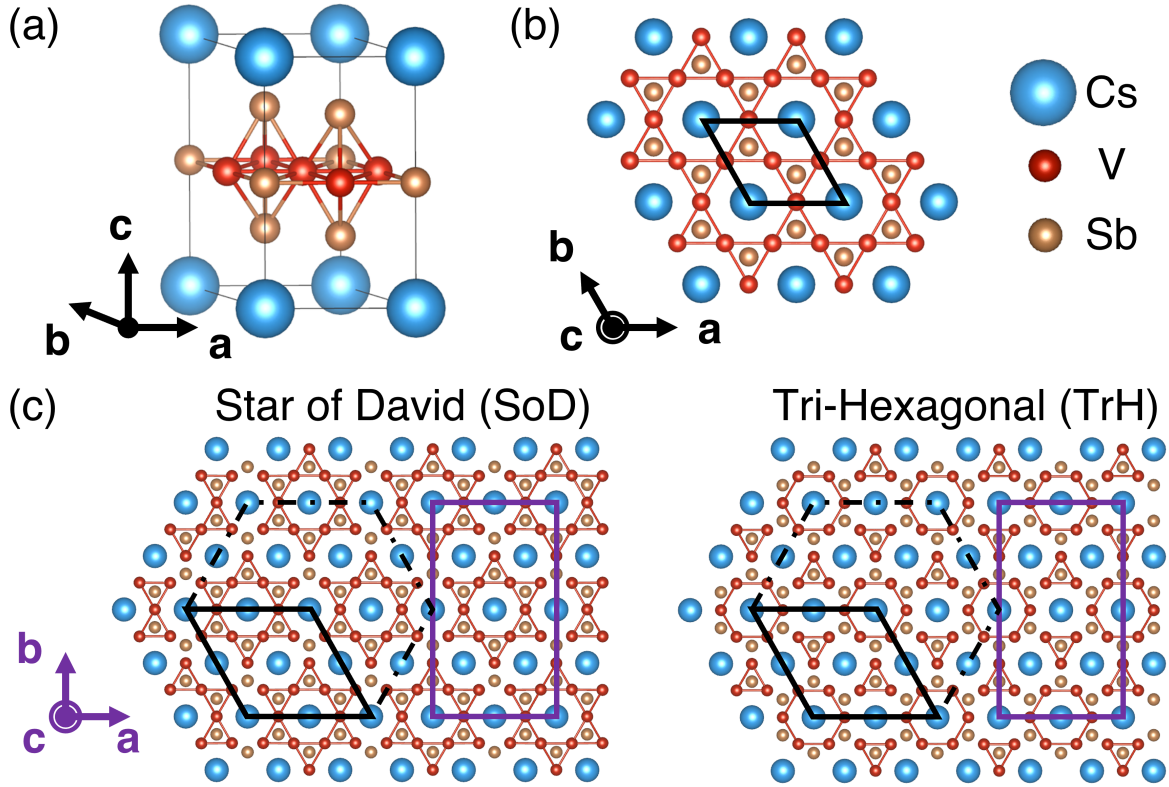 (a)
(b)
Cs
V
Sb
c
b
a
b
c
a
(c)
Star of David (SoD)
Tri-Hexagonal (TrH)
b
c
a